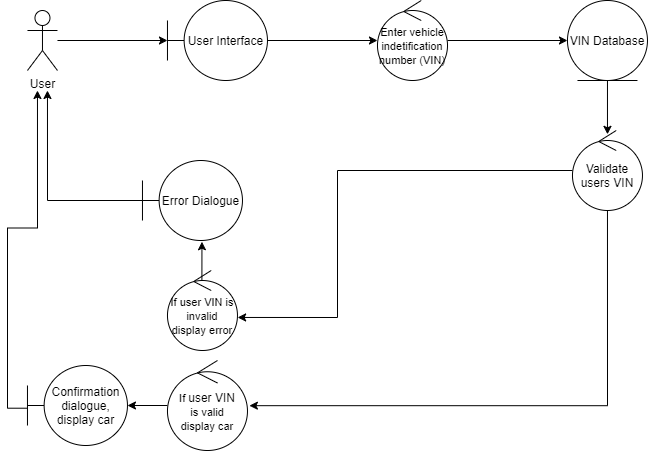 User
User Interface
Enter vehicle
indetification
number (VIN)
VIN Database
Validate
users VIN
Error Dialogue
If user VIN is
invalid
display error
If user VIN
is valid
display car
Confirmation
dialogue,
display car